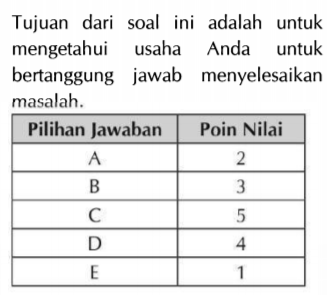 Tujuan dari soal ini adalah untuk
mengetahui usaha Anda untuk
bertanggung jawab menyelesaikan
masalah.
Pilihan Jawaban Poin Nilai
A 2
B 3
C 5
D 4
E 1